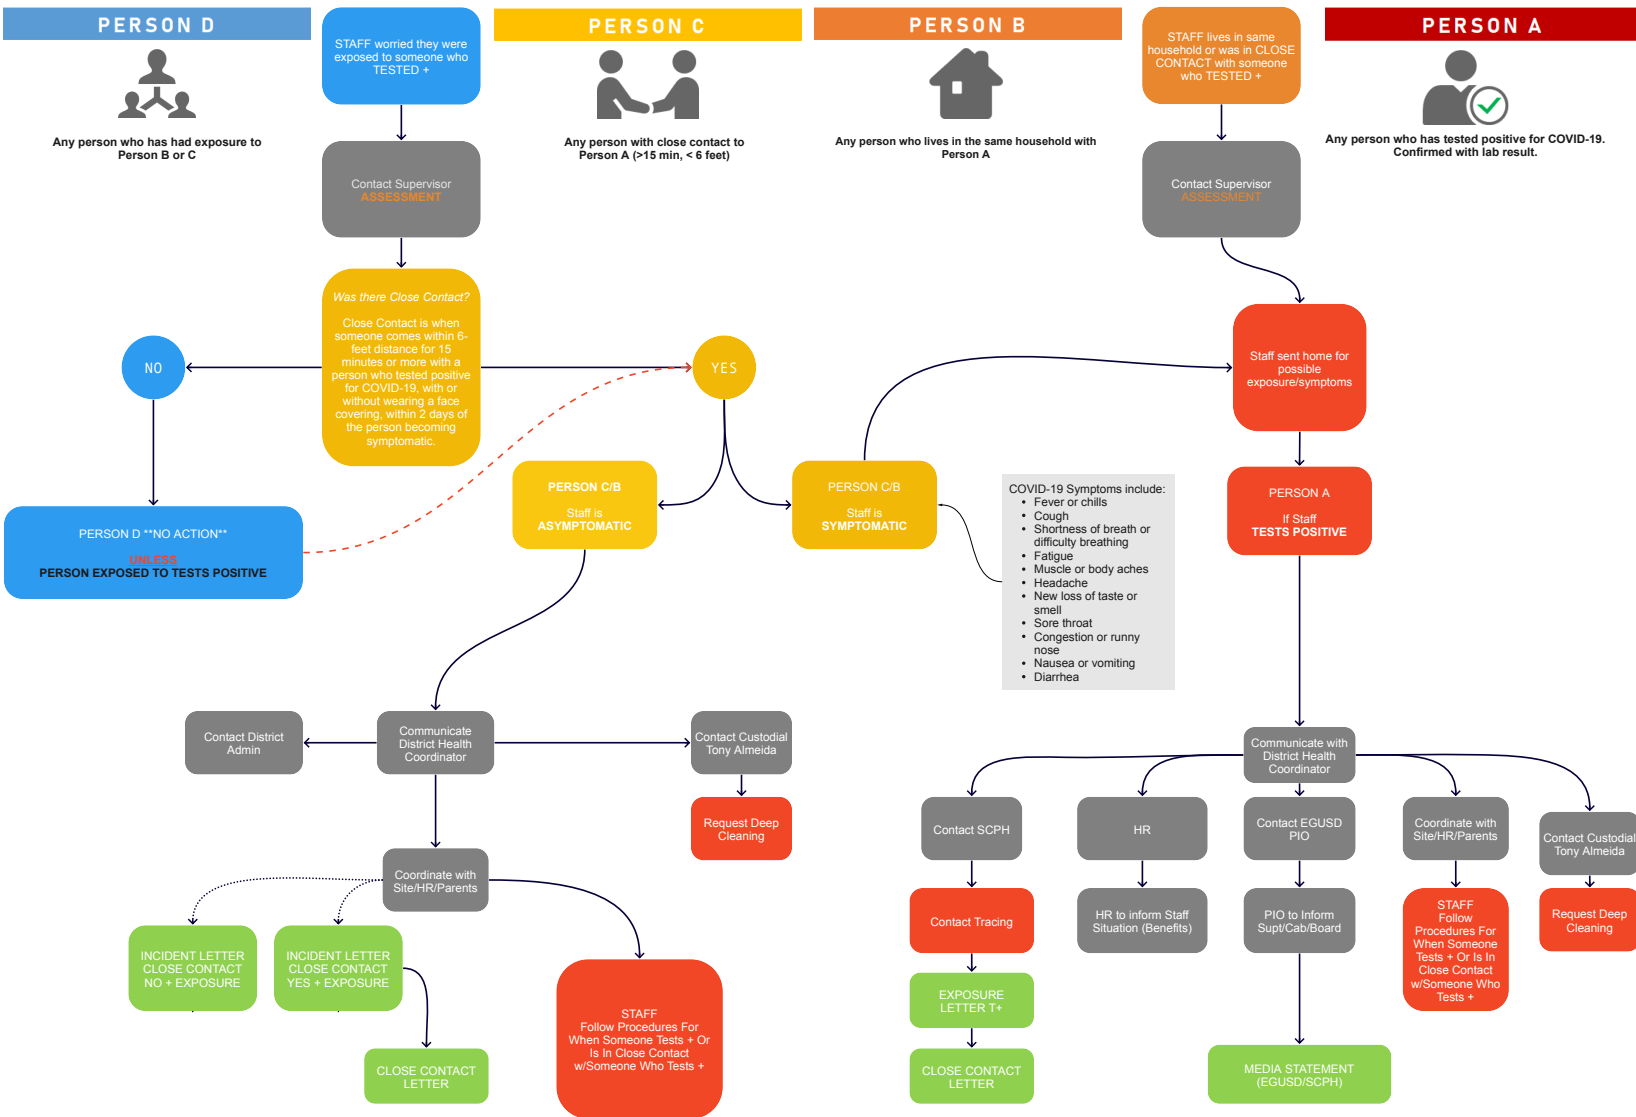 PERSON D
PERSON C
PERSON B
PERSON A
STAFF worried they were
exposed to someone who
TESTED +
STAFF lives in same
household or was in CLOSE
CONTACT with someone
who TESTED +
Any person who has had exposure to
Person B or C
Any person with close contact to
Person A (>15 min, < 6 feet)
Any person who lives in the same household with
Person A
Any person who has tested positive for COVID-19.
Confirmed with lab result.
Contact Supervisor
ASSESSMENT
Contact Supervisor
ASSESSMENT
Was there Close Contact?
Close Contact is when
someone comes within 6-
feet distance for 15
minutes or more with a
person who tested positive
for COVID-19, with or
without wearing a face
covering, within 2 days of
the person becoming
symptomatic.
NO
YES
Staff sent home for
possible
exposure/symptoms
PERSON C/B
Staff is
ASYMPTOMATIC
PERSON C/B
Staff is
SYMPTOMATIC
COVID-19 Symptoms include:
• Fever or chills
• Cough
• Shortness of breath or
difficulty breathing
• Fatigue
• Muscle or body aches
• Headache
• New loss of taste or
smell
• Sore throat
• Congestion or runny
nose
• Nausea or vomiting
• Diarrhea
PERSON A
If Staff
TESTS POSITIVE
PERSON D **NO ACTION**
UNLESS
PERSON EXPOSED TO TESTS POSITIVE
Contact District
Admin
Communicate
District Health
Coordinator
Contact Custodial
Tony Almeida
Request Deep
Cleaning
Coordinate with
Site/HR/Parents
INCIDENT LETTER
CLOSE CONTACT
NO + EXPOSURE
INCIDENT LETTER
CLOSE CONTACT
YES + EXPOSURE
CLOSE CONTACT
LETTER
STAFF
Follow Procedures For
When Someone Tests + Or
Is In Close Contact
w/Someone Who Tests +
Communicate with
District Health
Coordinator
Contact SCPH
HR
Contact EGUSD
PIO
Coordinate with
Site/HR/Parents
Contact Custodial
Tony Almeida
Contact Tracing
HR to inform Staff
Situation (Benefits)
PIO to Inform
Supt/Cab/Board
STAFF
Follow
Procedures For
When Someone
Tests + Or Is In
Close Contact
w/Someone Who
Tests +
Request Deep
Cleaning
EXPOSURE
LETTER T+
CLOSE CONTACT
LETTER
MEDIA STATEMENT
(EGUSD/SCPH)